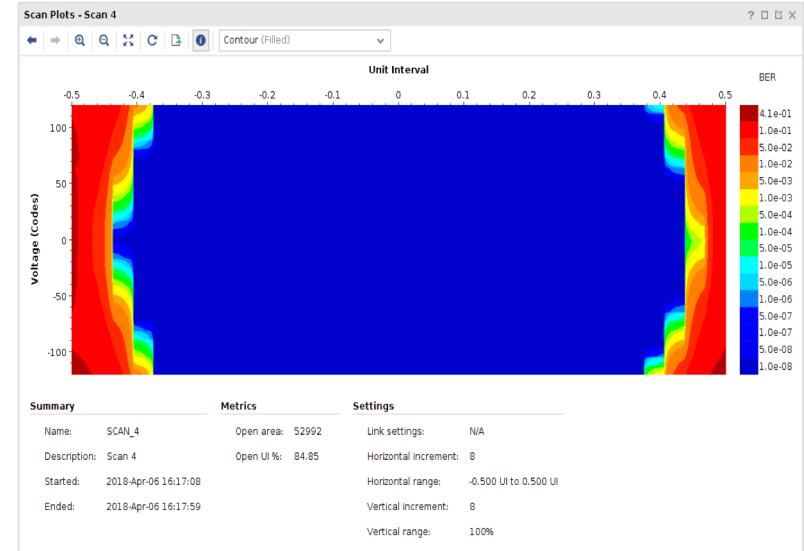 Scan Plots - Scan 4
Contour (Filled)
Unit Interval
BER
-0.5 -0.4 -0.3 -0.2 -0.1 0 0.1 0.2 0.3 0.4 0.5
Voltage (Codes)
100
50
0
-50
-100
4.1e-01
1.0e-01
5.0e-02
1.0e-02
5.0e-03
1.0e-03
5.0e-04
1.0e-04
5.0e-05
1.0e-05
5.0e-06
1.0e-06
5.0e-07
1.0e-07
5.0e-08
1.0e-08
Summary Metrics Settings
Name: SCAN_4 Open area: 52992 Link settings: N/A
Description: Scan 4 Open UI %: 84.85 Horizontal increment: 8
Started: 2018-Apr-06 16:17:08 Horizontal range: -0.500 UI to 0.500 UI
Ended: 2018-Apr-06 16:17:59 Vertical increment: 8
Vertical range: 100%